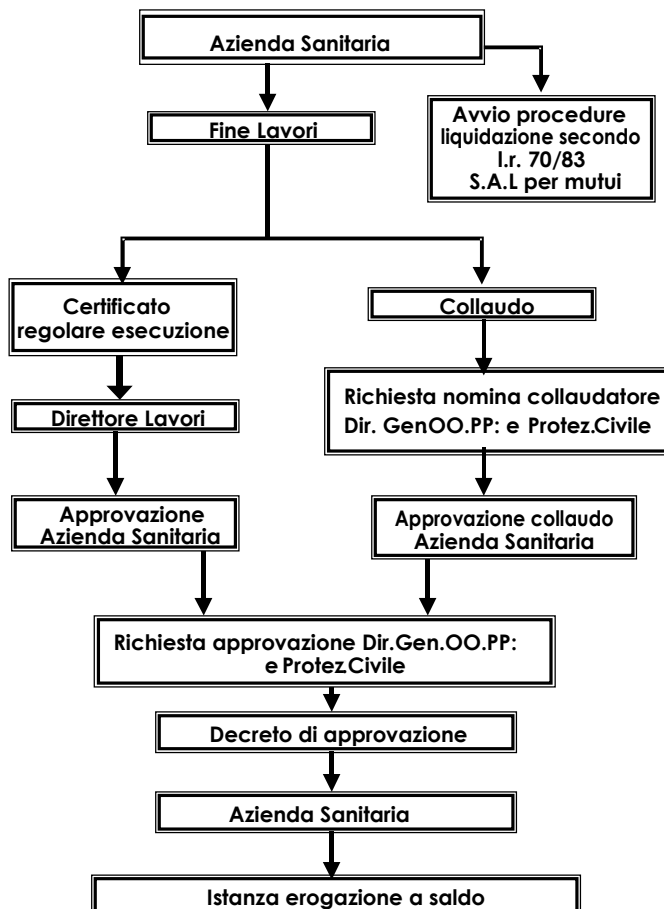 Azienda Sanitaria
Avvio procedure
liquidazione secondo
l.r. 70/83
S.A.L per mutui
Fine Lavori
Certificato
regolare esecuzione
Collaudo
Direttore Lavori
Richiesta nomina collaudatore
Dir. GenOO.PP: e Protez.Civile
Approvazione
Azienda Sanitaria
Approvazione collaudo
Azienda Sanitaria
Richiesta approvazione Dir.Gen.OO.PP:
e Protez.Civile
Decreto di approvazione
Azienda Sanitaria
Istanza erogazione a saldo